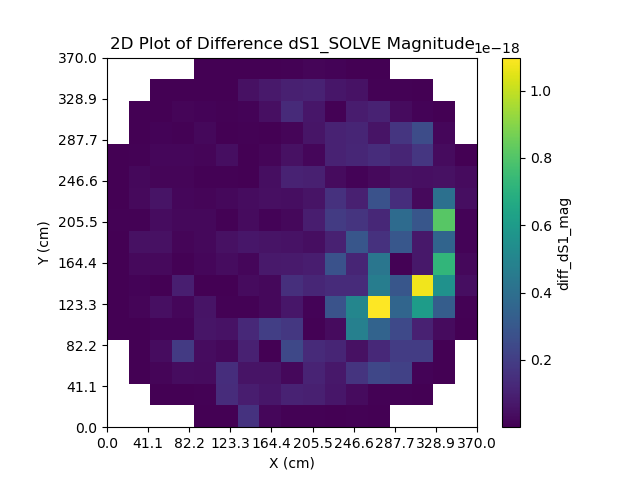 2D Plot of Difference dS1_SOLVE Magnitude
1e−18
370.0
328.9
287.7
246.6
205.5
164.4
123.3
82.2
41.1
0.0
Y (cm)
0.0 41.1 82.2 123.3 164.4 205.5 246.6 287.7 328.9 370.0
X (cm)
1.0
0.8
0.6
0.4
0.2
diff_dS1_mag